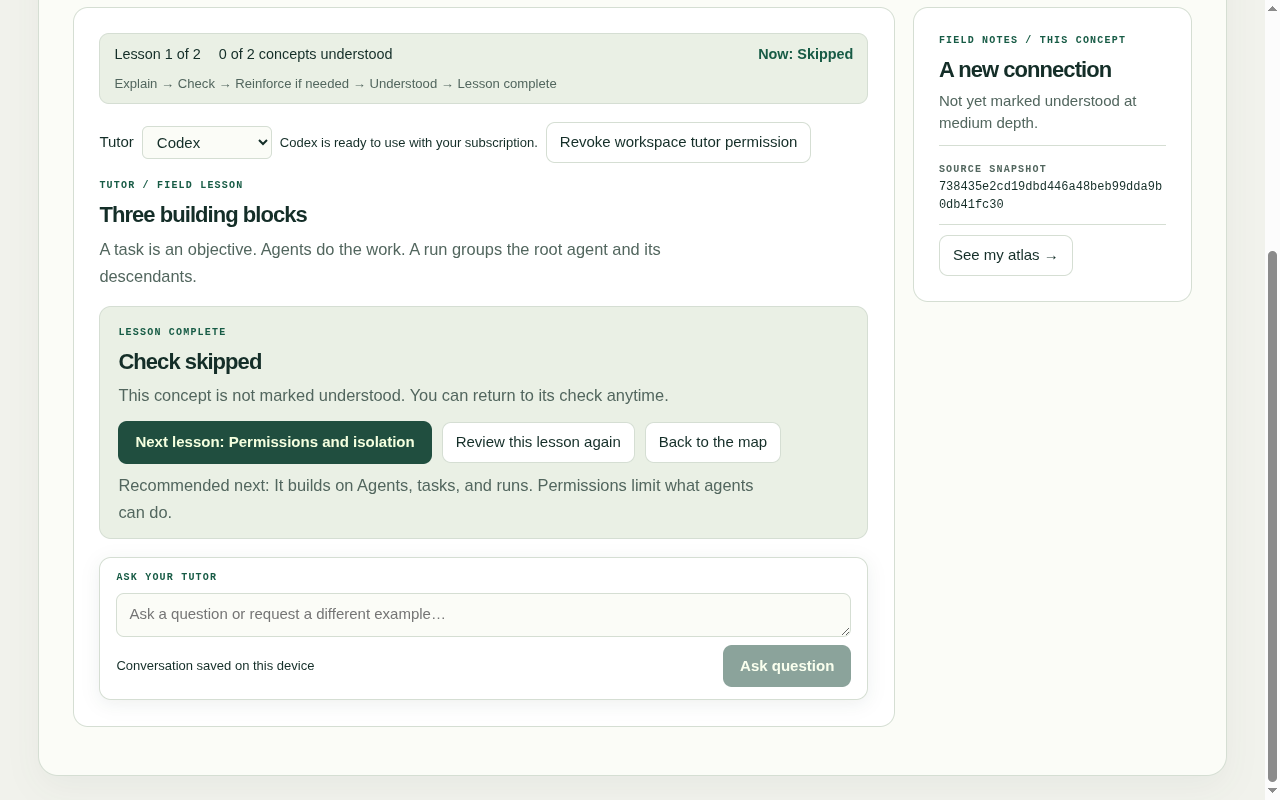 Lesson 1 of 2 0 of 2 concepts understood Now: Skipped
Explain → Check → Reinforce if needed → Understood → Lesson complete
Tutor Codex Codex is ready to use with your subscription. Revoke workspace tutor permission
TUTOR / FIELD LESSON
Three building blocks
A task is an objective. Agents do the work. A run groups the root agent and its
descendants.
LESSON COMPLETE
Check skipped
This concept is not marked understood. You can return to its check anytime.
Next lesson: Permissions and isolation Review this lesson again Back to the map
Recommended next: It builds on Agents, tasks, and runs. Permissions limit what agents
can do.
ASK YOUR TUTOR
Ask a question or request a different example…
Conversation saved on this device Ask question
FIELD NOTES / THIS CONCEPT
A new connection
Not yet marked understood at
medium depth.
SOURCE SNAPSHOT
738435e2cd19dbd446a48beb99dda9b
0db41fc30
See my atlas →